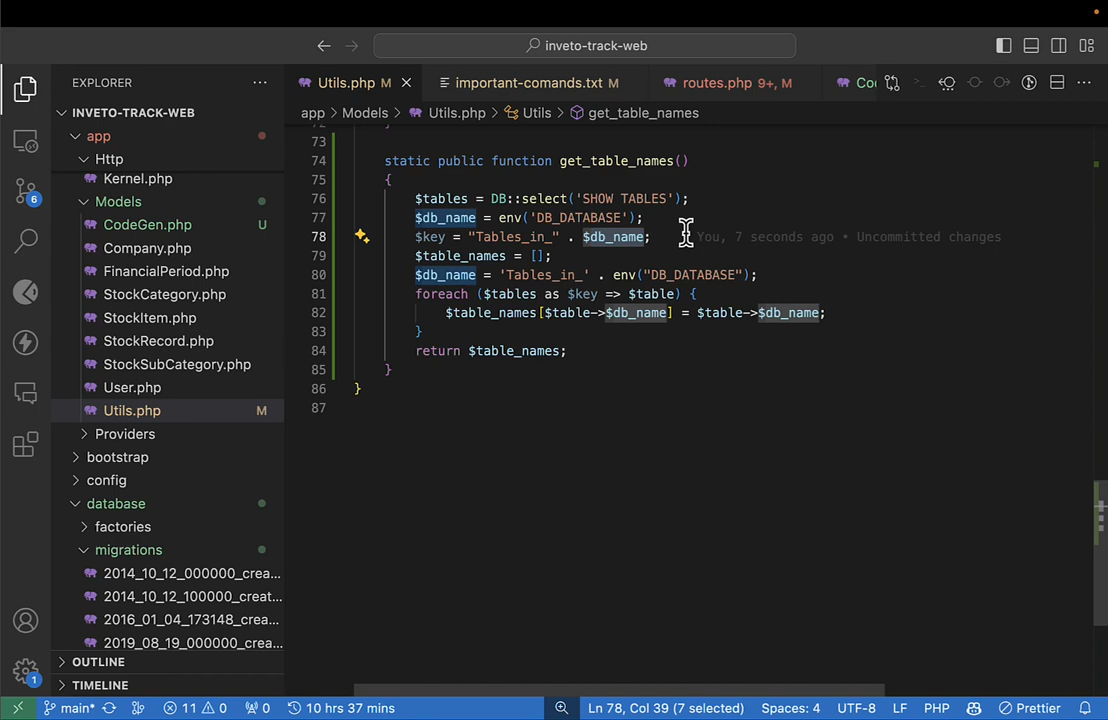 inveto-track-web
EXPLORER
Utils.php M
important-comands.txt M
routes.php 9+, M
INVETO-TRACK-WEB
app > Models > Utils.php > Utils > get_table_names
app
Http
Kernel.php
Models
CodeGen.php U
Company.php
FinancialPeriod.php
StockCategory.php
StockItem.php
StockRecord.php
StockSubCategory.php
User.php
Utils.php M
Providers
bootstrap
config
database
factories
migrations
2014_10_12_000000_crea...
2014_10_12_100000_creat...
2016_01_04_173148_crea...
2019_08_19_000000_crea...
OUTLINE
TIMELINE
73
74 static public function get_table_names()
75 {
76 $tables = DB::select('SHOW TABLES');
77 $db_name = env('DB_DATABASE');
78 $key = "Tables_in_" . $db_name; You, 7 seconds ago • Uncommitted changes
79 $table_names = [];
80 $db_name = 'Tables_in_' . env("DB_DATABASE");
81 foreach ($tables as $key => $table) {
82 $table_names[$table->$db_name] = $table->$db_name;
83 }
84 return $table_names;
85 }
86 }
87
6
1
main* 11 0 0 10 hrs 37 mins Ln 78, Col 39 (7 selected) Spaces: 4 UTF-8 LF PHP Prettier